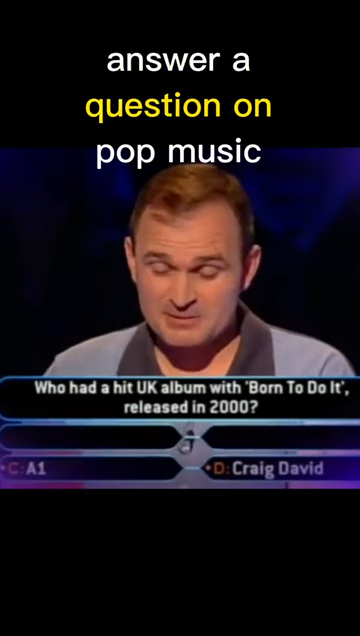 answer a
question on
pop music
Who had a hit UK album with 'Born To Do It',
released in 2000?
C: A1
D: Craig David